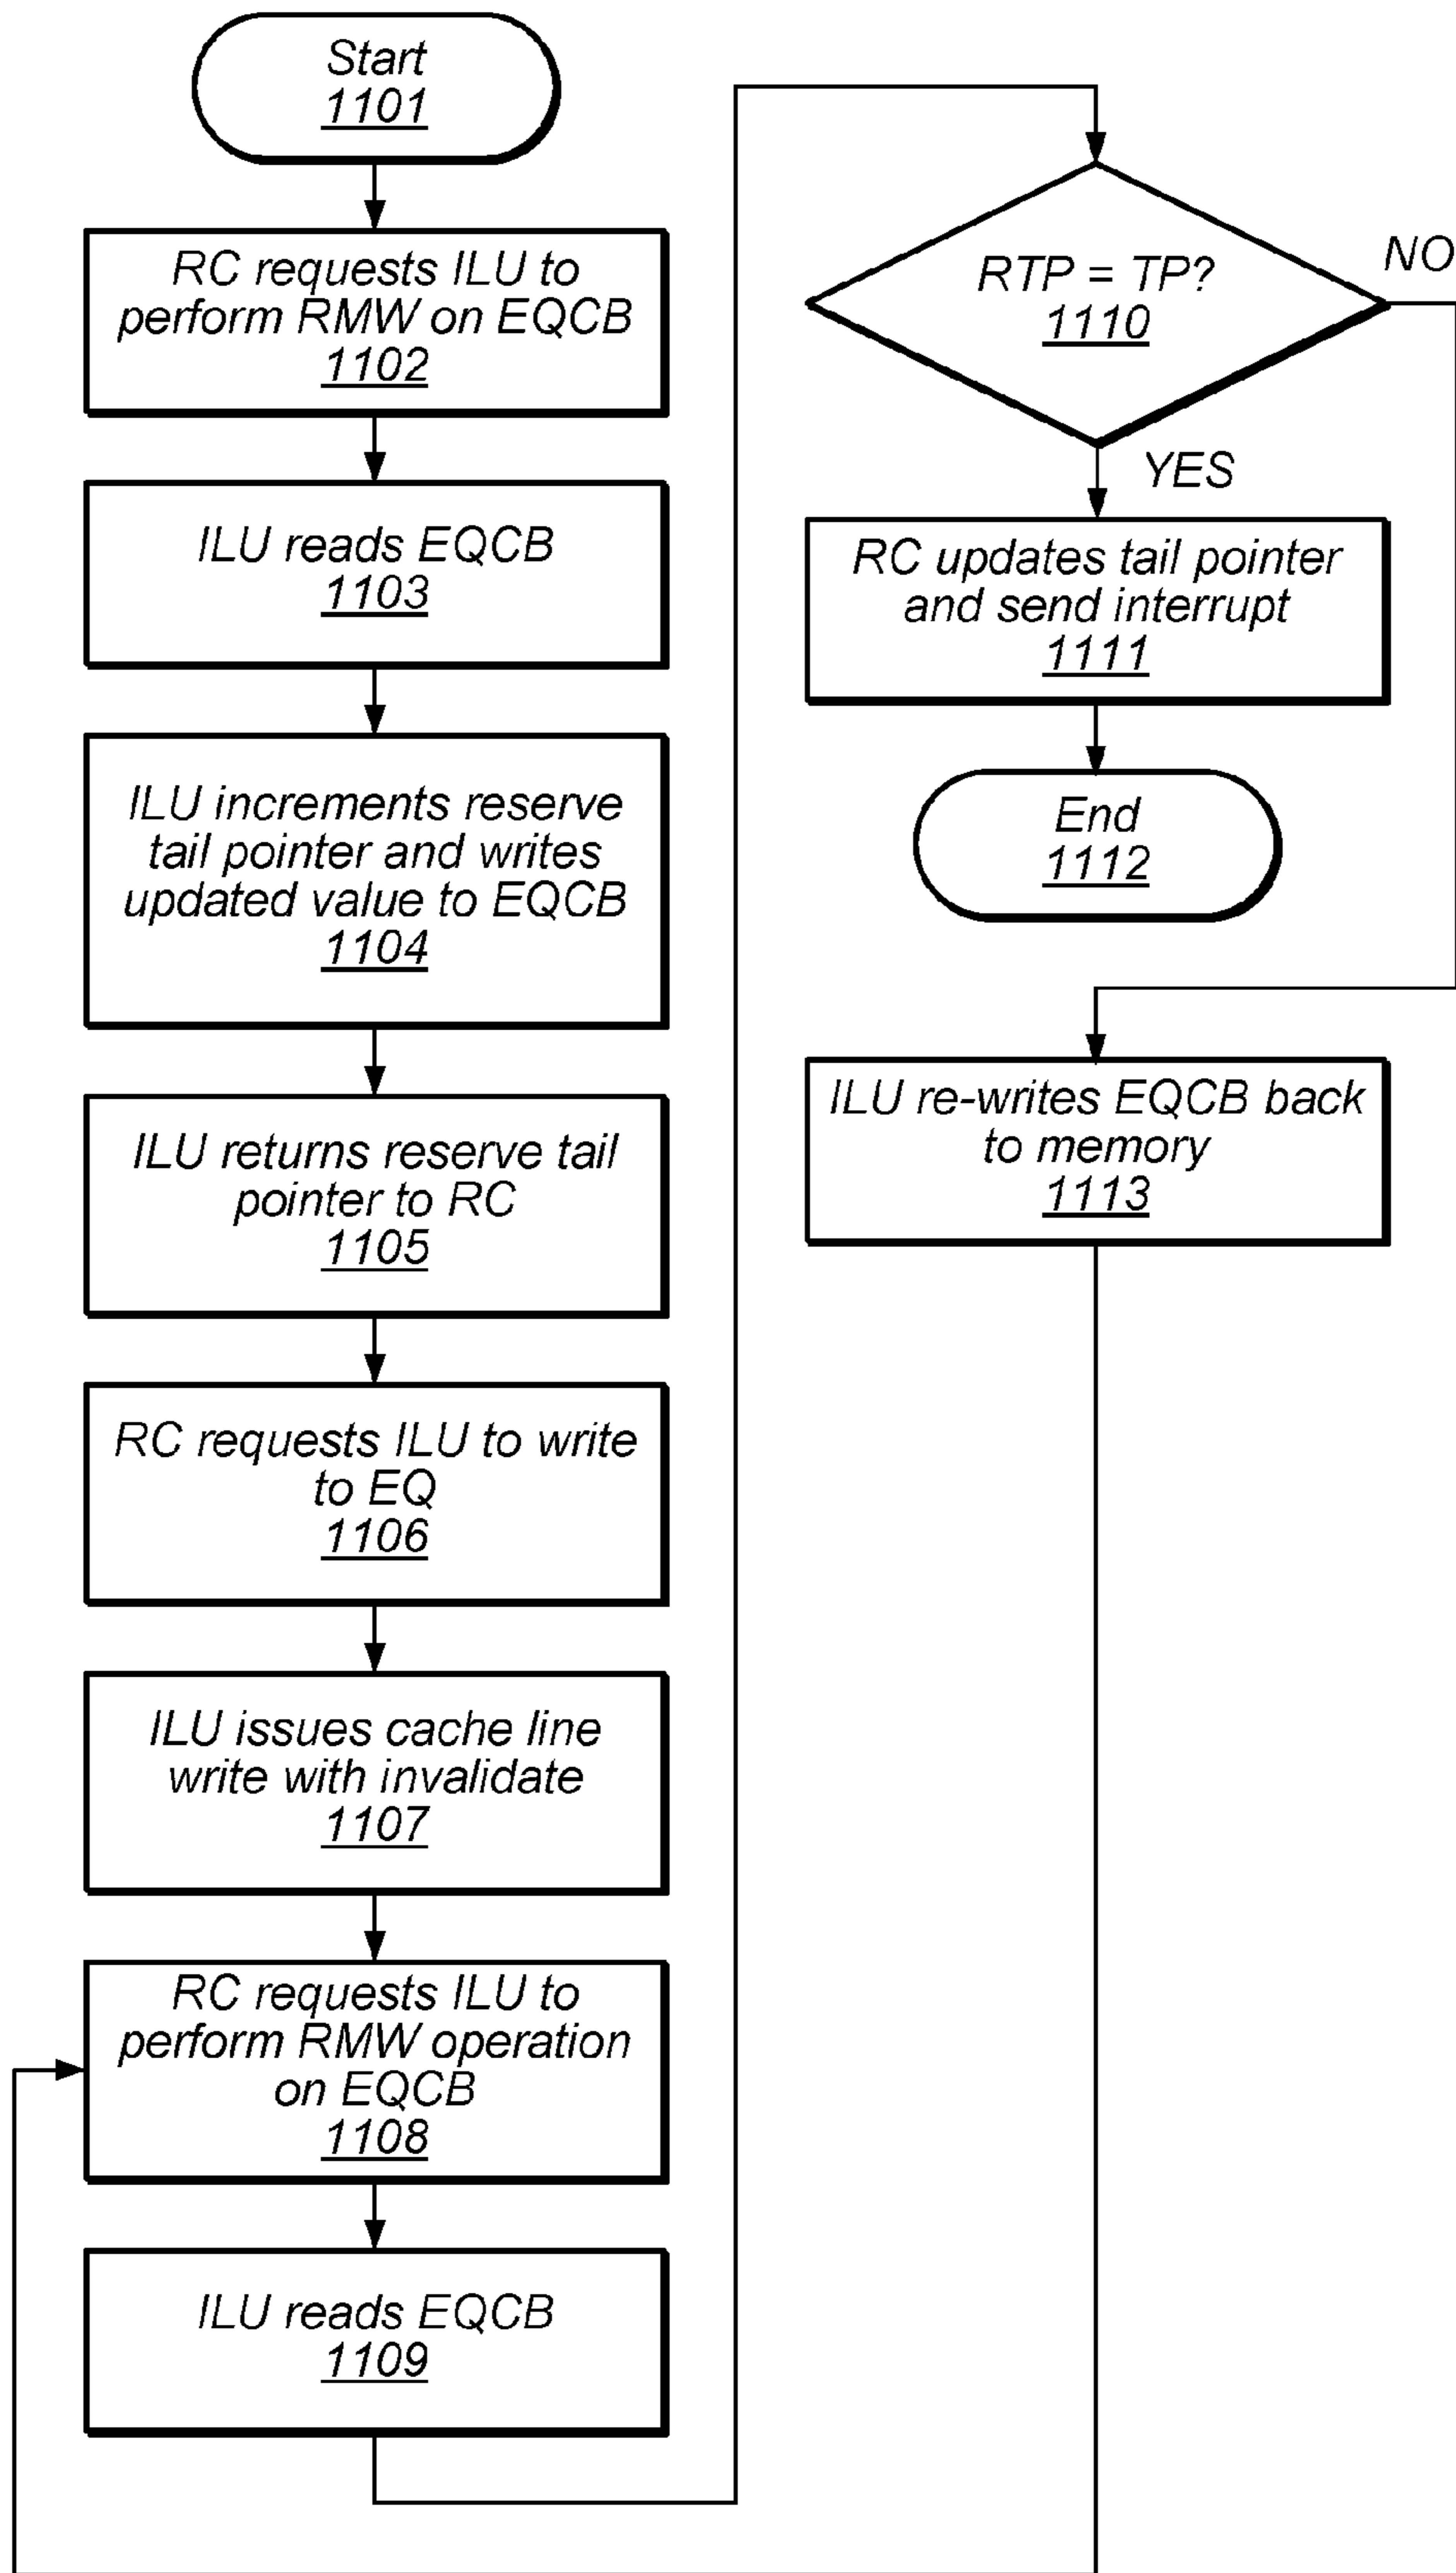 Start
1101
RC requests ILU to
perform RMW on EQCB
1102
ILU reads EQCB
1103
ILU increments reserve
tail pointer and writes
updated value to EQCB
1104
ILU returns reserve tail
pointer to RC
1105
RC requests ILU to write
to EQ
1106
ILU issues cache line
write with invalidate
1107
RC requests ILU to
perform RMW operation
on EQCB
1108
ILU reads EQCB
1109
RTP = TP?
1110
NO
YES
RC updates tail pointer
and send interrupt
1111
End
1112
ILU re-writes EQCB back
to memory
1113